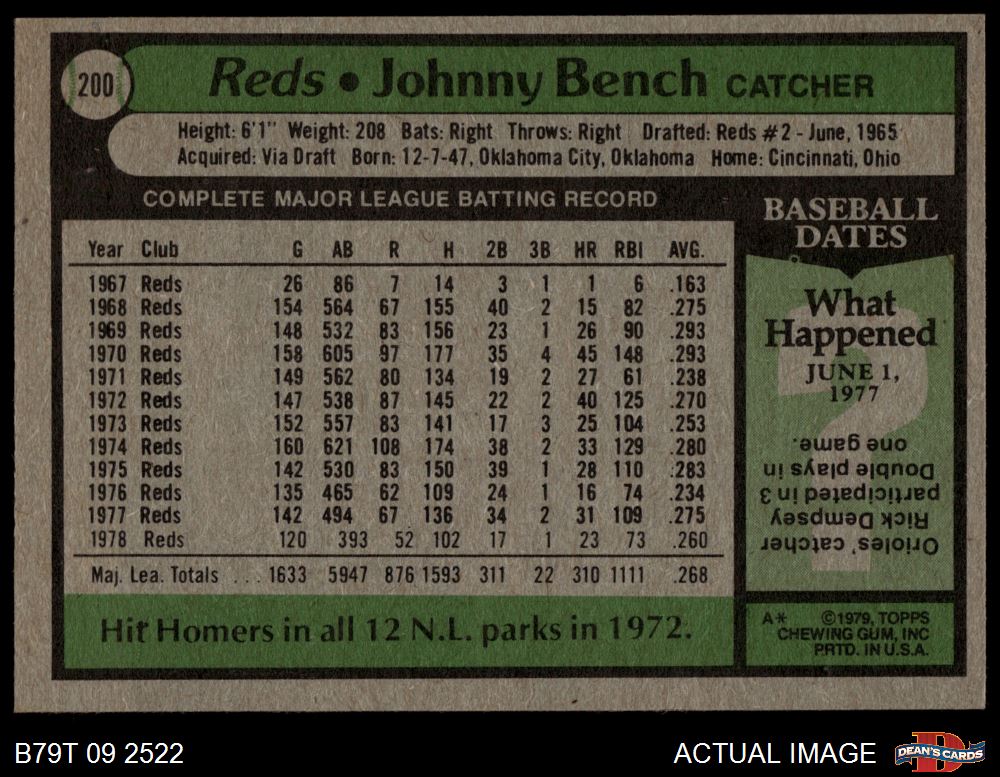 200
Reds • Johnny Bench CATCHER
Height: 6'1" Weight: 208 Bats: Right Throws: Right Drafted: Reds #2 - June, 1965
Acquired: Via Draft Born: 12-7-47, Oklahoma City, Oklahoma Home: Cincinnati, Ohio
COMPLETE MAJOR LEAGUE BATTING RECORD
Year Club G AB R H 2B 3B HR RBI AVG.
1967 Reds 26 86 7 14 3 1 1 6 .163
1968 Reds 154 564 67 155 40 2 15 82 .275
1969 Reds 148 532 83 156 23 1 26 90 .293
1970 Reds 158 605 97 177 35 4 45 148 .293
1971 Reds 149 562 80 134 19 2 27 61 .238
1972 Reds 147 538 87 145 22 2 40 125 .270
1973 Reds 152 557 83 141 17 3 25 104 .253
1974 Reds 160 621 108 174 38 2 33 129 .280
1975 Reds 142 530 83 150 39 1 28 110 .283
1976 Reds 135 465 62 109 24 1 16 74 .234
1977 Reds 142 494 67 136 34 2 31 109 .275
1978 Reds 120 393 52 102 17 1 23 73 .260
Maj. Lea. Totals ... 1633 5947 876 1593 311 22 310 1111 .268
Hit Homers in all 12 N.L. parks in 1972.
BASEBALL
DATES
What
Happened
JUNE 1,
1977
Orioles' catcher
Rick Dempsey
participated in 3
Double plays in
one game.
A* ©1979, TOPPS
CHEWING GUM, INC
PRTD. IN U.S.A.
B79T 09 2522
ACTUAL IMAGE
D
DEAN'S CARDS